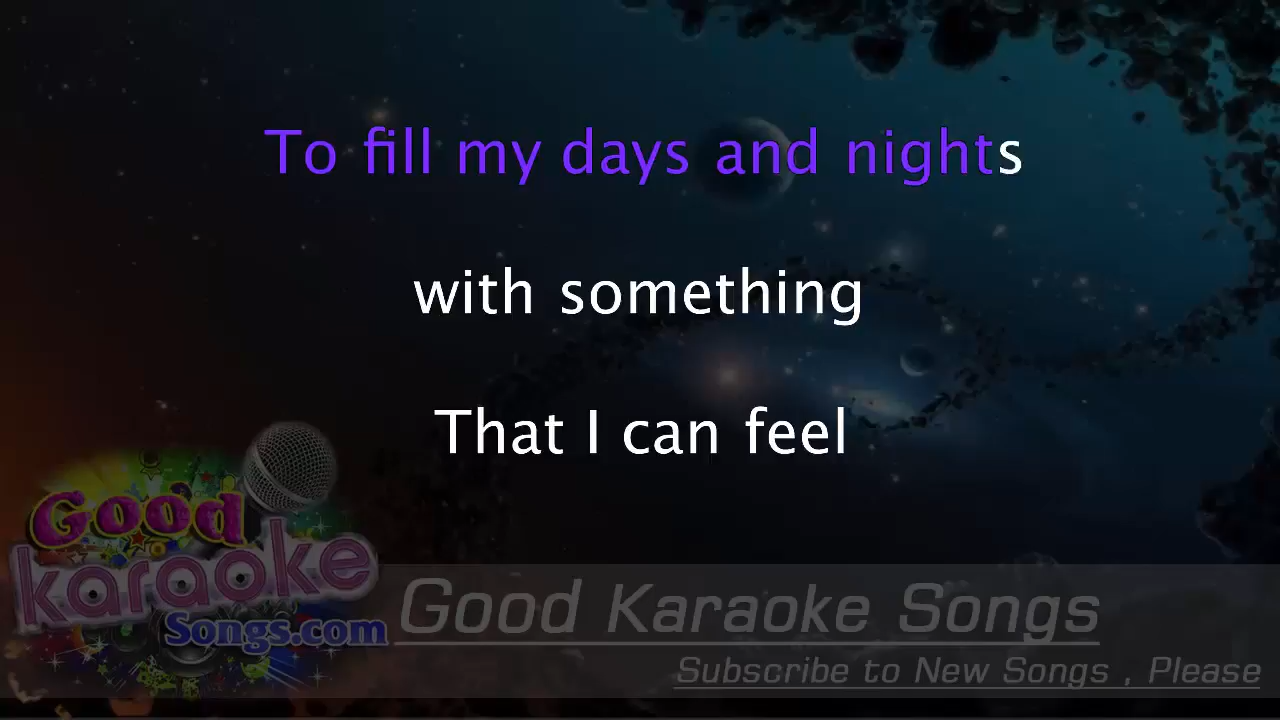 To fill my days and nights
with something
That I can feel
Good
karaoke
Songs.com
Good Karaoke Songs
Subscribe to New Songs , Please